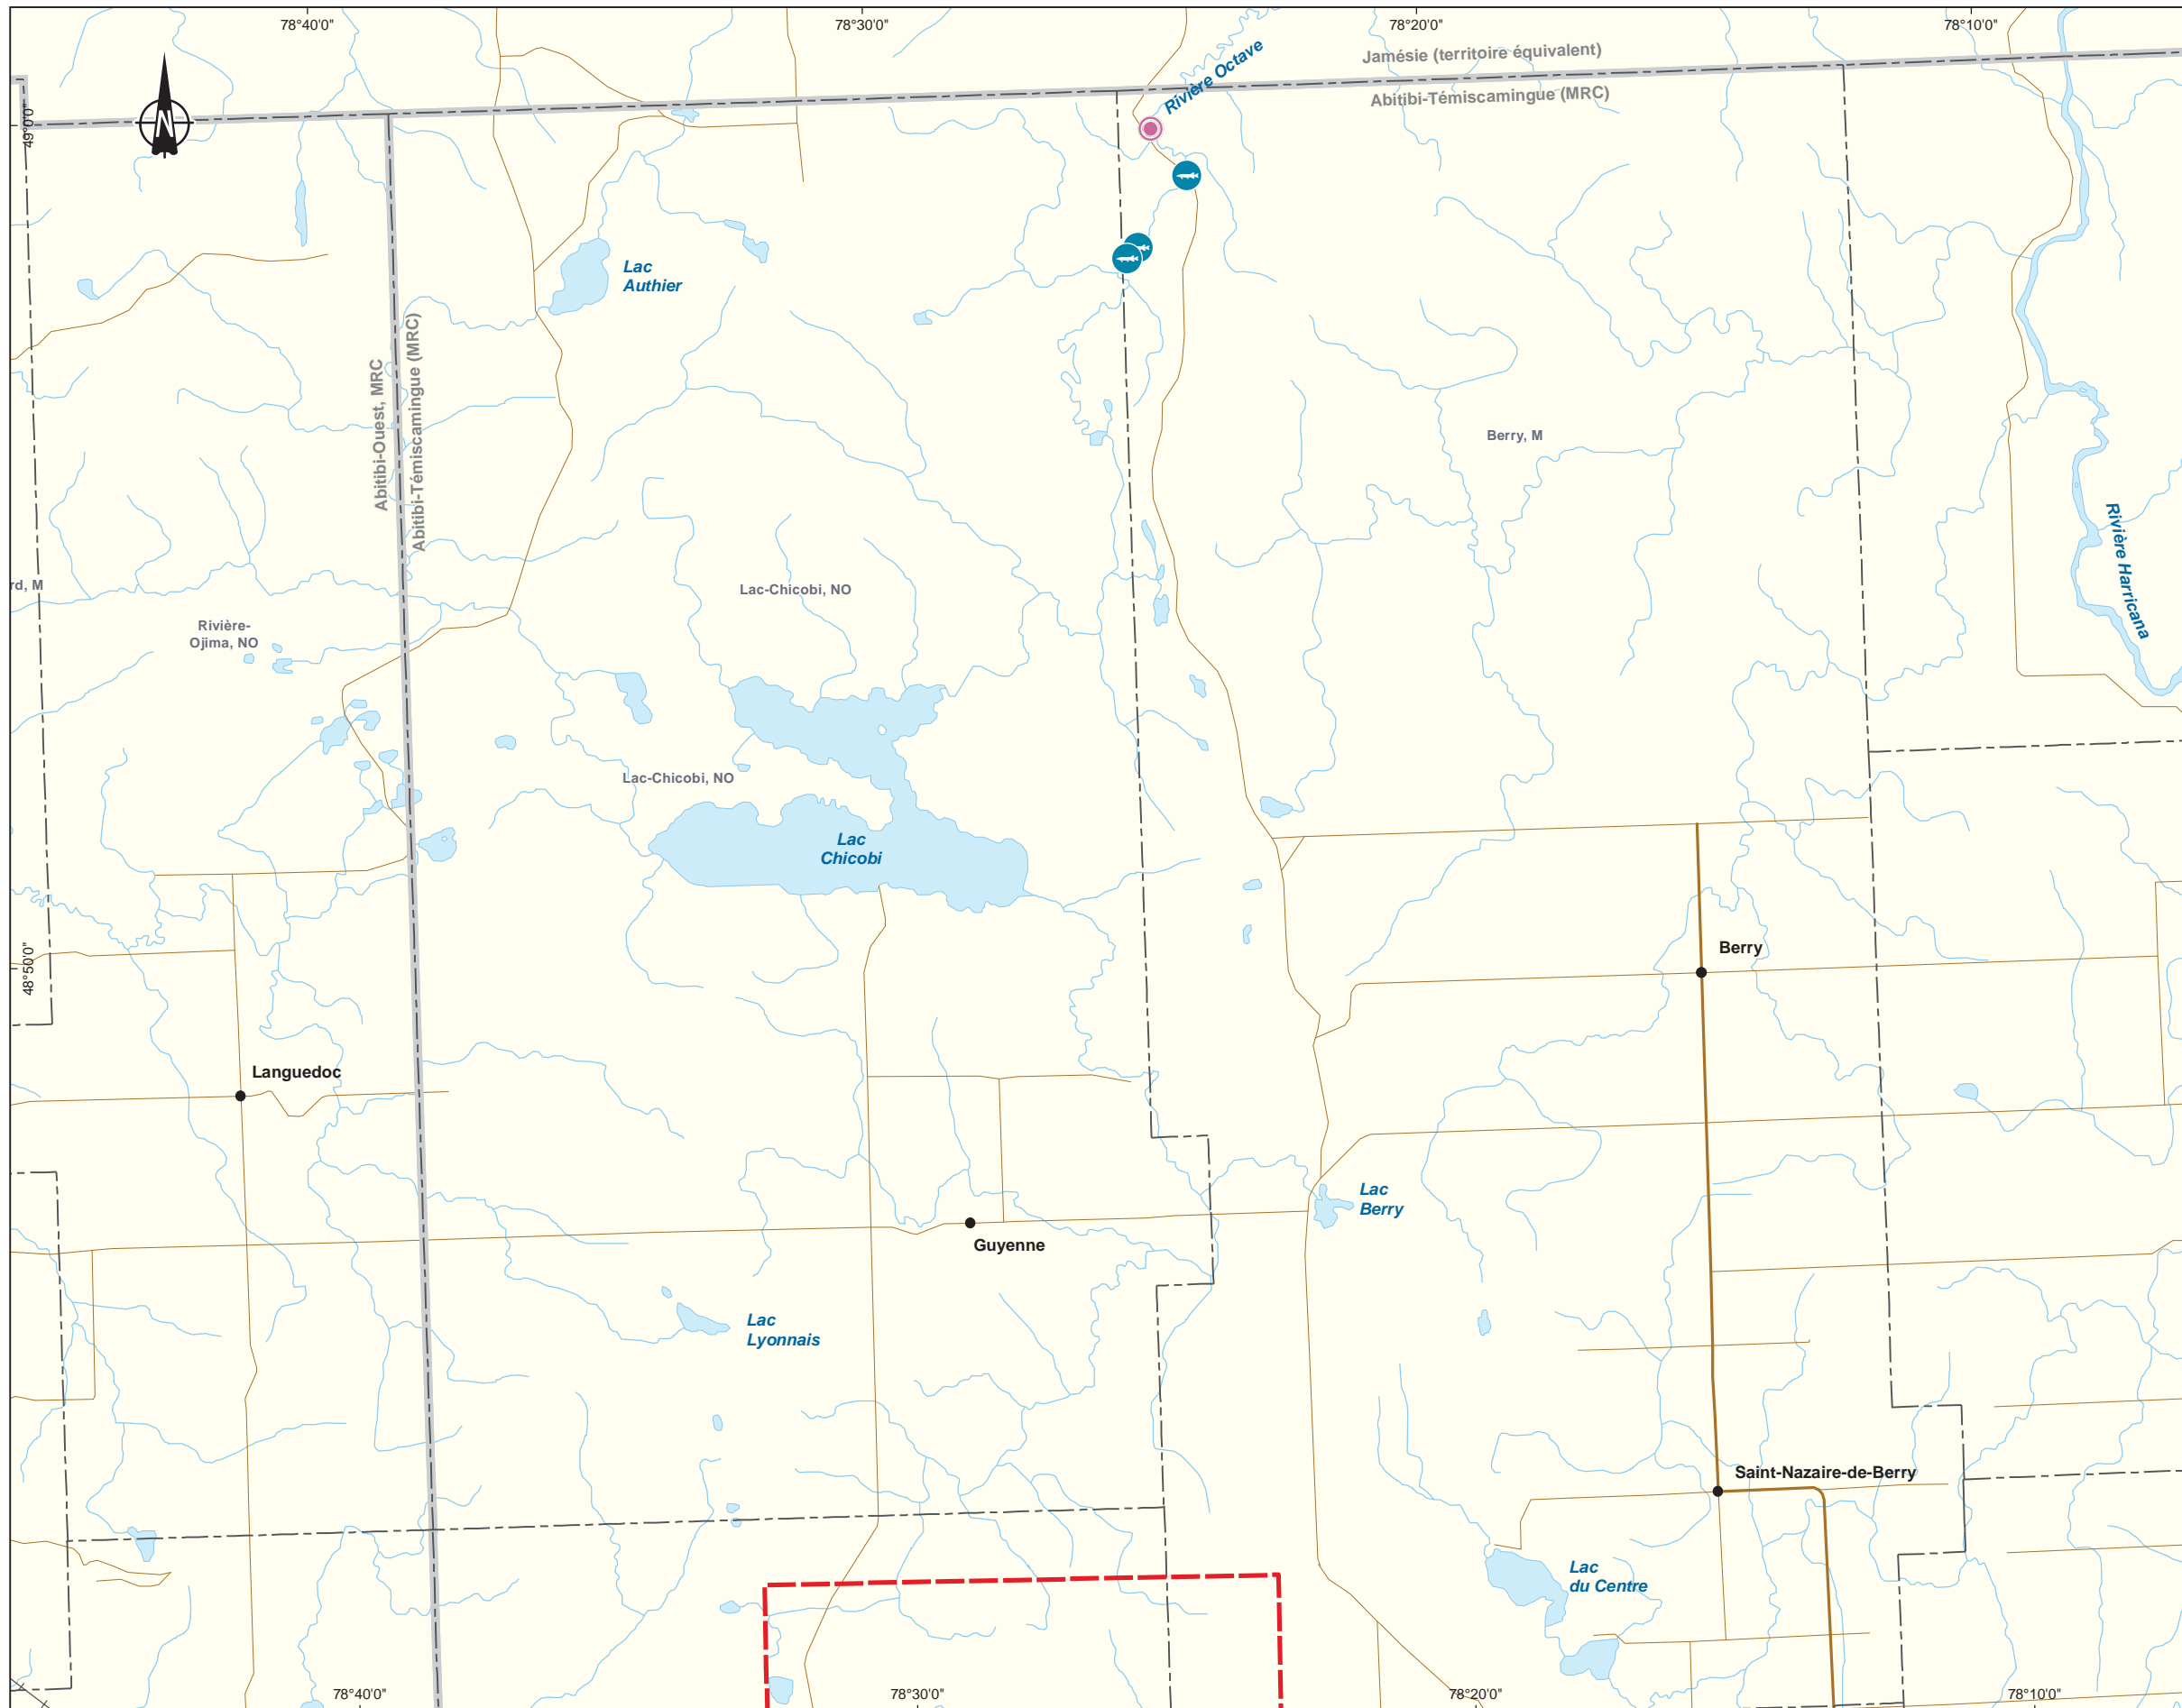 78°40'0"
78°30'0"
78°20'0"
78°10'0"
Jamésie (territoire équivalent)
Abitibi-Témiscamingue (MRC)
Rivière Octave
49°0'0"
N
Lac
Authier
Abitibi-Ouest, MRC
Abitibi-Témiscamingue (MRC)
Berry, M
Rivière Harricana
rd, M
Lac-Chicobi, NO
Rivière-
Ojima, NO
Lac-Chicobi, NO
Lac
Chicobi
48°50'0"
Berry
Languedoc
Lac
Berry
Guyenne
Lac
Lyonnais
Saint-Nazaire-de-Berry
Lac
du Centre
78°40'0"
78°30'0"
78°20'0"
78°10'0"